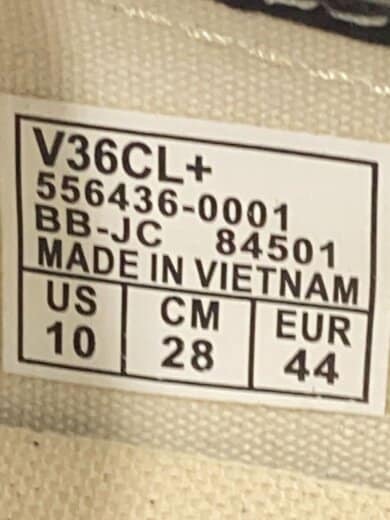 V36CL+
556436-0001
BB-JC 84501
MADE IN VIETNAM
US CM EUR
10 28 44